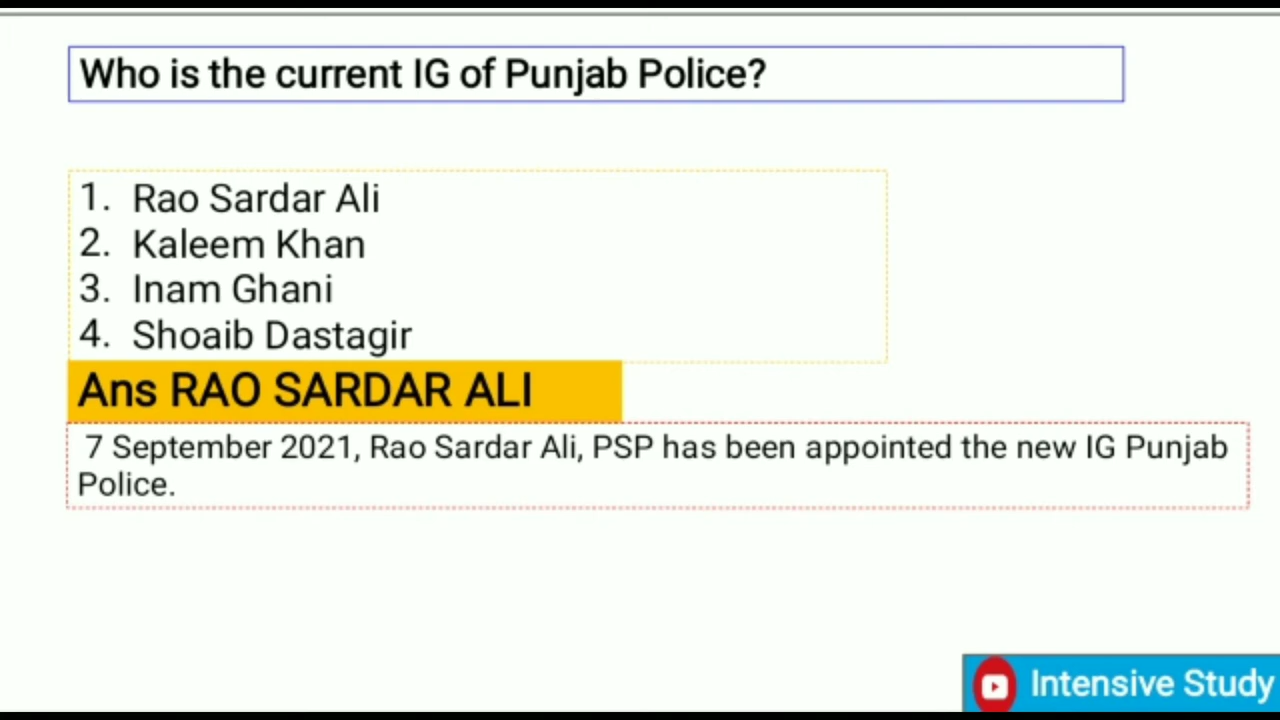 Who is the current IG of Punjab Police?
1. Rao Sardar Ali
2. Kaleem Khan
3. Inam Ghani
4. Shoaib Dastagir
Ans RAO SARDAR ALI
7 September 2021, Rao Sardar Ali, PSP has been appointed the new IG Punjab
Police.
Intensive Study